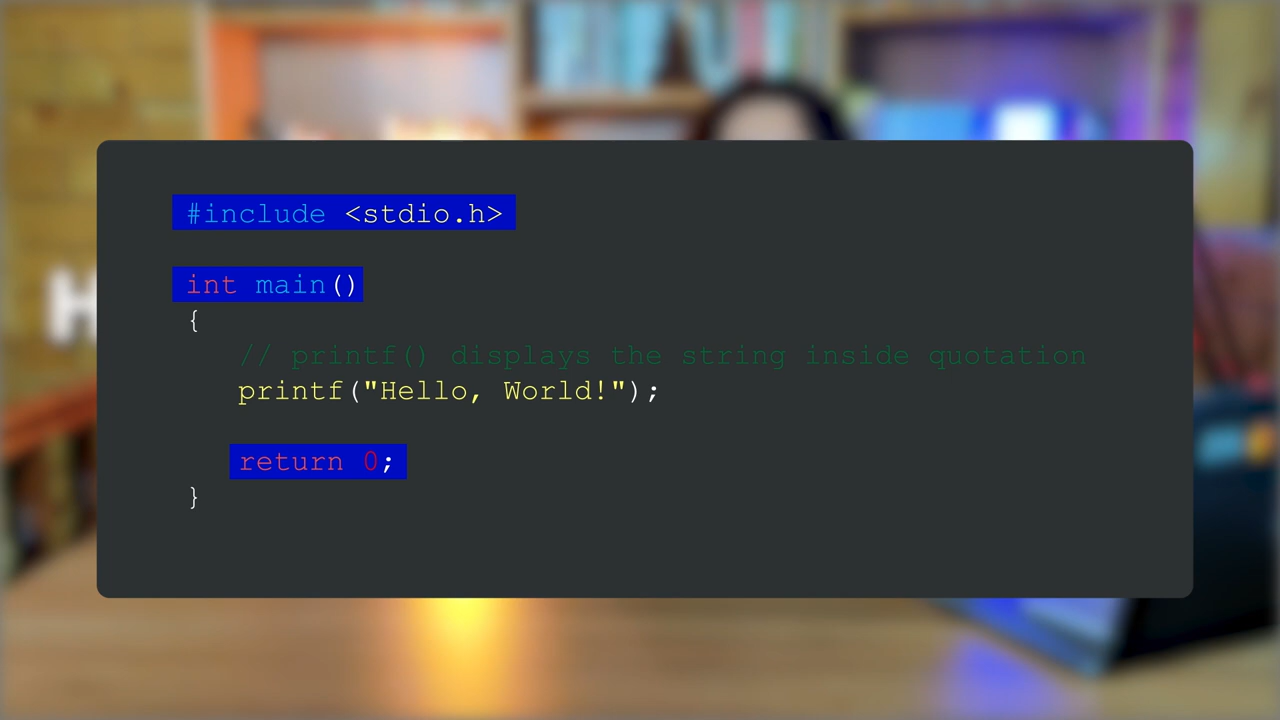 #include <stdio.h>
int main()
{
// printf() displays the string inside quotation
printf("Hello, World!");
return 0;
}